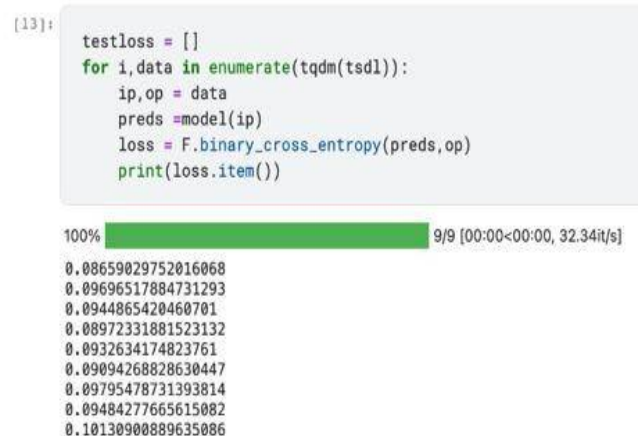 [13]:
testloss = []
for i,data in enumerate(tqdm(tsdl)):
ip,op = data
preds =model(ip)
loss = F.binary_cross_entropy(preds,op)
print(loss.item())
100% 9/9 [00:00<00:00, 32.34it/s]
0.08659029752016068
0.09696517884731293
0.0944865420460701
0.08972331881523132
0.0932634174823761
0.09094268828630447
0.09795478731393814
0.09484277665615082
0.10130900889635086